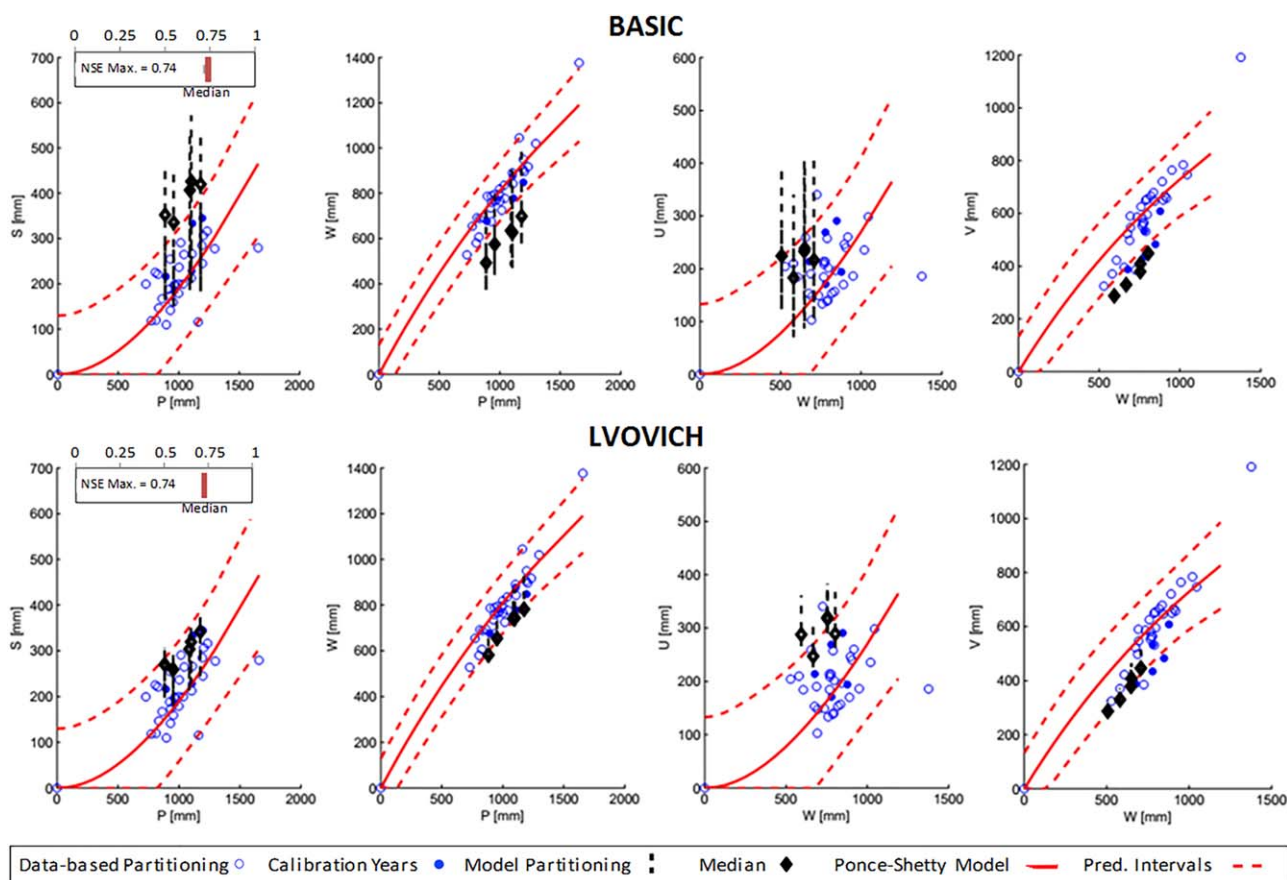 BASIC
0 0.25 0.5 0.75 1
NSE Max. = 0.74
Median
700
600
500
400
300
200
100
0
S [mm]
0 500 1000 1500 2000
P [mm]
1400
1200
1000
800
600
400
200
0
W [mm]
0 500 1000 1500 2000
P [mm]
600
500
400
300
200
100
0
U [mm]
0 500 1000 1500
W [mm]
1200
1000
800
600
400
200
0
V [mm]
0 500 1000 1500
W [mm]
LVOVICH
0 0.25 0.5 0.75 1
NSE Max. = 0.74
Median
700
600
500
400
300
200
100
0
S [mm]
0 500 1000 1500 2000
P [mm]
1400
1200
1000
800
600
400
200
0
W [mm]
0 500 1000 1500 2000
P [mm]
600
500
400
300
200
100
0
U [mm]
0 500 1000 1500
W [mm]
1200
1000
800
600
400
200
0
V [mm]
0 500 1000 1500
W [mm]
Data-based Partitioning Calibration Years Model Partitioning Median Ponce-Shetty Model Pred. Intervals